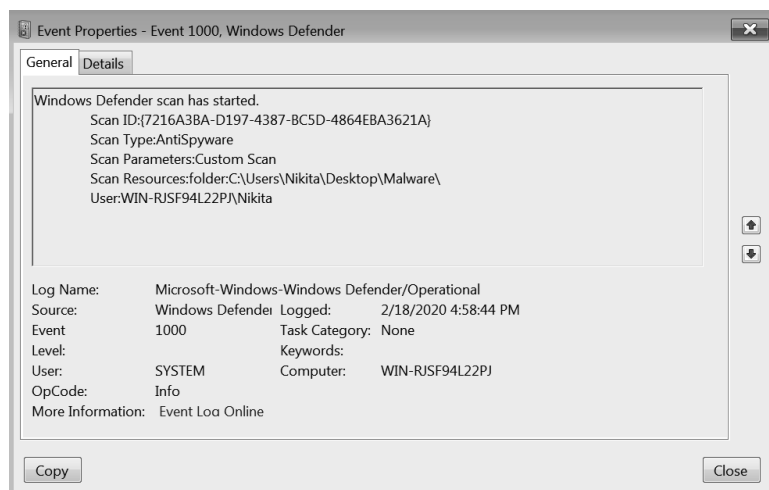 Event Properties - Event 1000, Windows Defender
General Details
Windows Defender scan has started.
Scan ID:{7216A3BA-D197-4387-BC5D-4864EBA3621A}
Scan Type:AntiSpyware
Scan Parameters:Custom Scan
Scan Resources:folder:C:\Users\Nikita\Desktop\Malware\
User:WIN-RJSF94L22PJ\Nikita
Log Name: Microsoft-Windows-Windows Defender/Operational
Source: Windows Defender Logged: 2/18/2020 4:58:44 PM
Event 1000 Task Category: None
Level: Keywords:
User: SYSTEM Computer: WIN-RJSF94L22PJ
OpCode: Info
More Information: Event Log Online
Copy Close